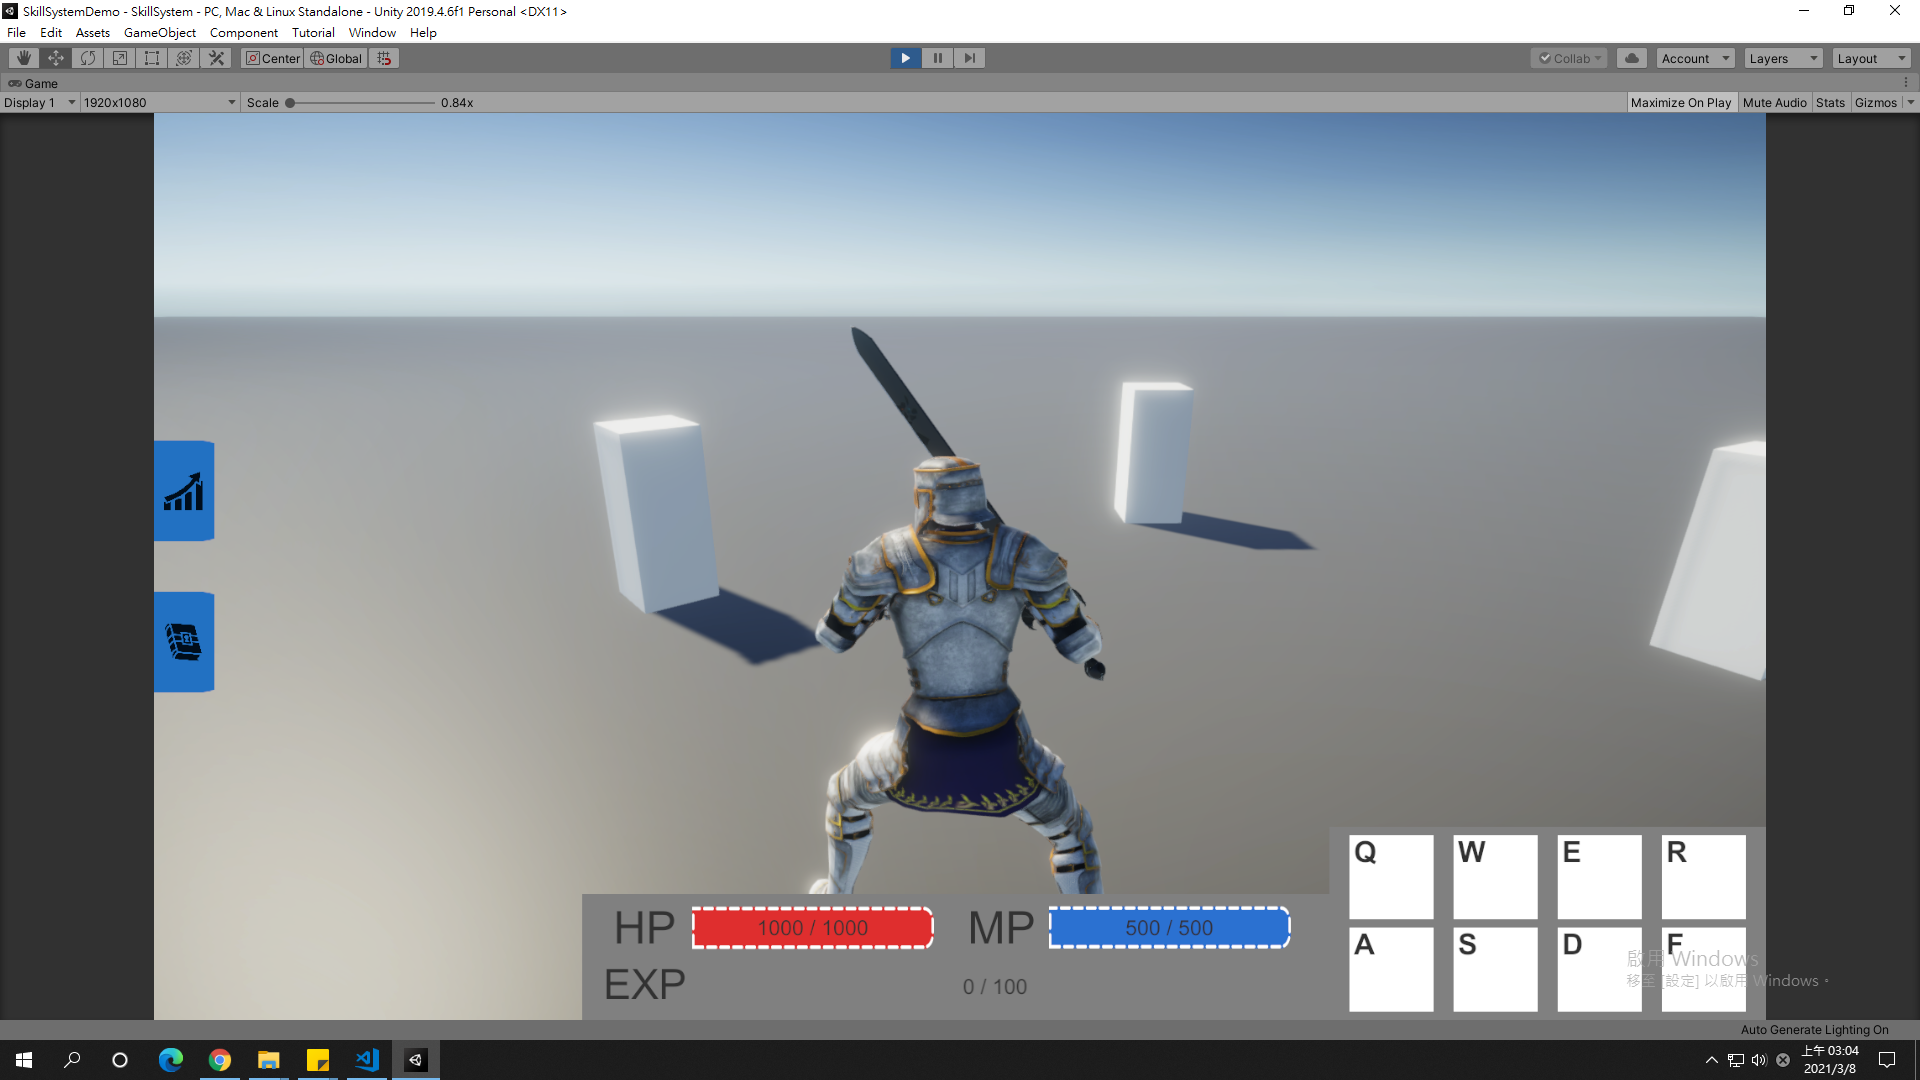 SkillSystemDemo - SkillSystem - PC, Mac & Linux Standalone - Unity 2019.4.6f1 Personal <DX11>
File Edit Assets GameObject Component Tutorial Window Help
Center Global Collab Account Layers Layout
Game
Display 1 1920x1080 Scale 0.84x Maximize On Play Mute Audio Stats Gizmos
Q W E R
HP 1000 / 1000 MP 500 / 500
A S D F
EXP 0 / 100
啟用 Windows
移至 [設定] 以啟用 Windows。
Auto Generate Lighting On
上午 03:04
2021/3/8